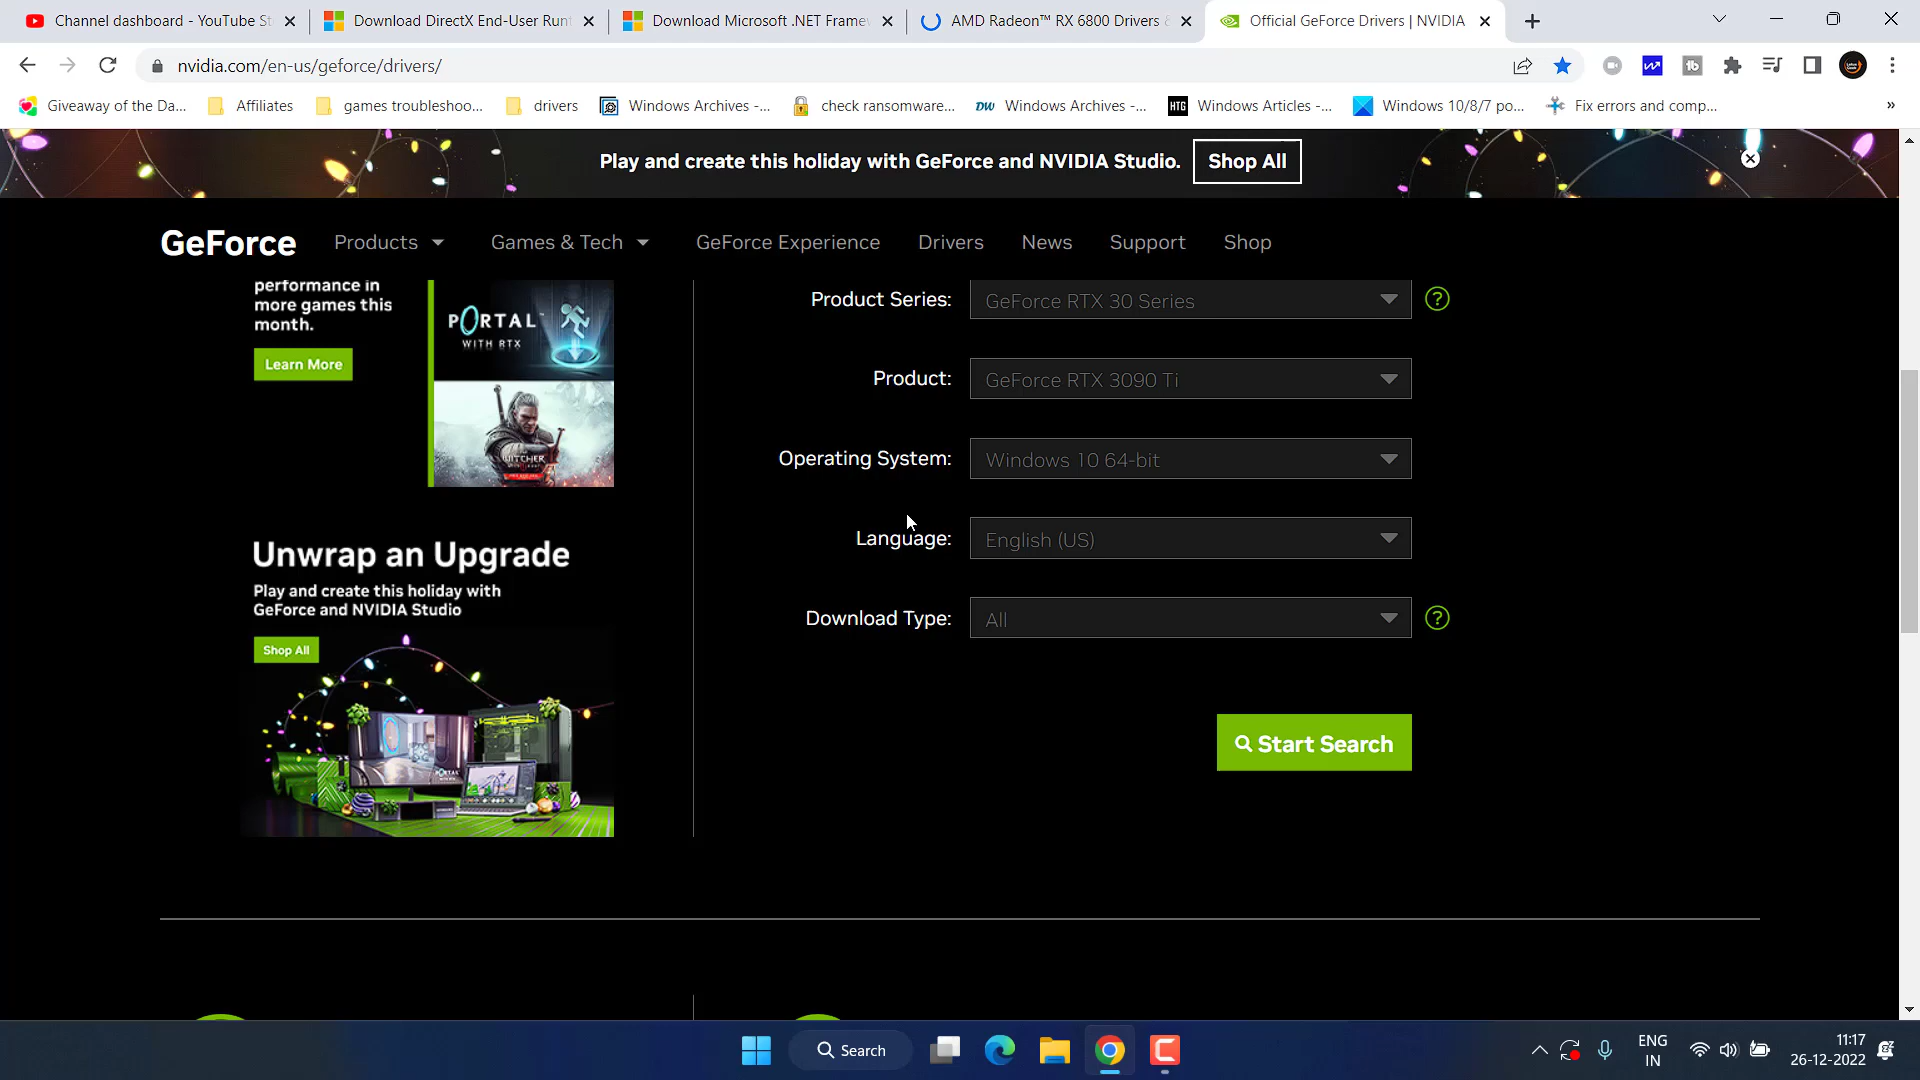 Channel dashboard - YouTube St
Download DirectX End-User Runt
Download Microsoft .NET Framew
AMD Radeon™ RX 6800 Drivers &
Official GeForce Drivers | NVIDIA
nvidia.com/en-us/geforce/drivers/
Giveaway of the Da...
Affiliates
games troubleshoo...
drivers
Windows Archives -...
check ransomware...
DW
Windows Archives -...
HTG
Windows Articles -...
Windows 10/8/7 po...
Fix errors and comp...
»
Play and create this holiday with GeForce and NVIDIA Studio.
Shop All
GeForce
Products
Games & Tech
GeForce Experience
Drivers
News
Support
Shop
performance in
more games this
month.
Learn More
PORTAL™
WITH RTX
WITCHER
Unwrap an Upgrade
Play and create this holiday with
GeForce and NVIDIA Studio
Shop All
Product Series:
GeForce RTX 30 Series
?
Product:
GeForce RTX 3090 Ti
Operating System:
Windows 10 64-bit
Language:
English (US)
Download Type:
All
?
Start Search
Search
ENG
IN
11:17
26-12-2022